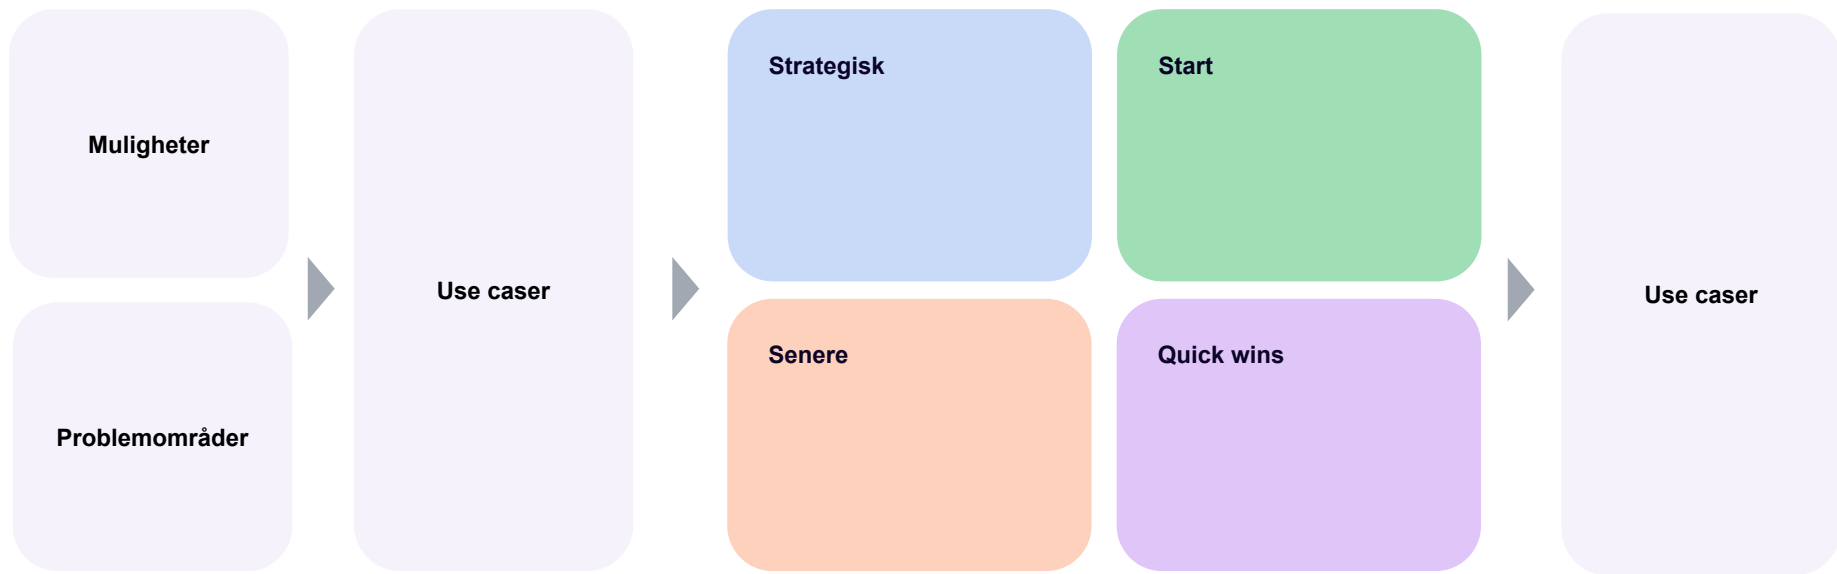 Muligheter
Problemområder
Use caser
Strategisk
Start
Senere
Quick wins
Use caser